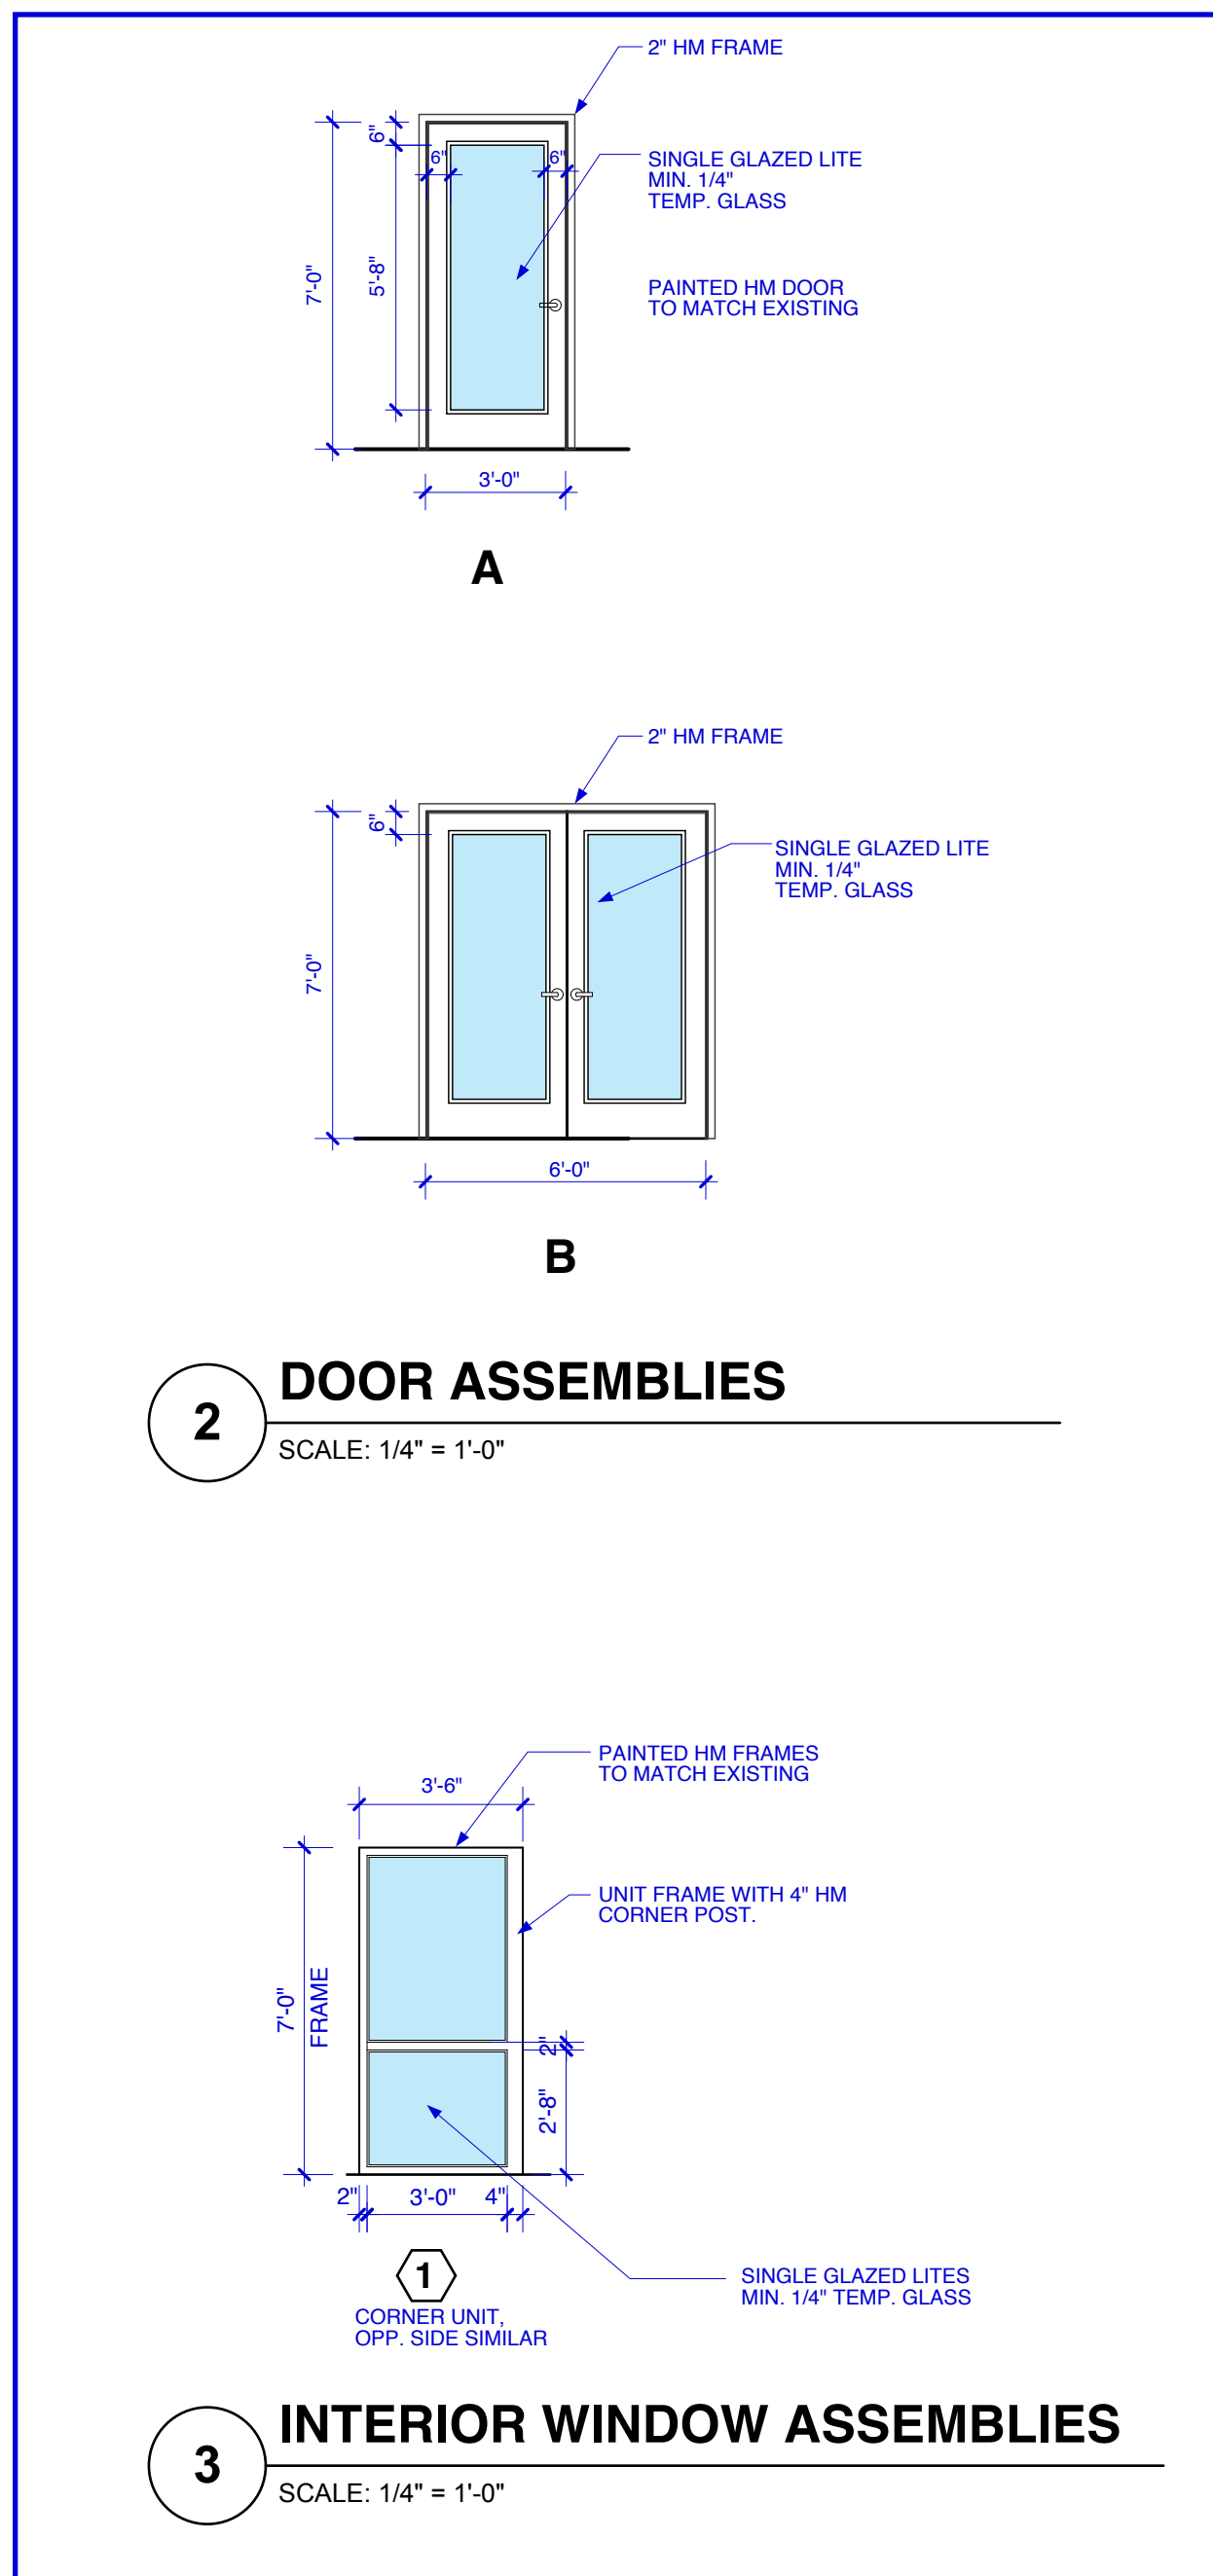 2" HM FRAME
6"
6"
6"
SINGLE GLAZED LITE
MIN. 1/4"
TEMP. GLASS
7'-0"
5'-8"
PAINTED HM DOOR
TO MATCH EXISTING
3'-0"
A
2" HM FRAME
6"
SINGLE GLAZED LITE
MIN. 1/4"
TEMP. GLASS
7'-0"
6'-0"
B
2
DOOR ASSEMBLIES
SCALE: 1/4" = 1'-0"
PAINTED HM FRAMES
TO MATCH EXISTING
3'-6"
UNIT FRAME WITH 4" HM
CORNER POST.
7'-0"
FRAME
2"
2'-8"
2"
3'-0"
4"
1
CORNER UNIT,
OPP. SIDE SIMILAR
SINGLE GLAZED LITES
MIN. 1/4" TEMP. GLASS
3
INTERIOR WINDOW ASSEMBLIES
SCALE: 1/4" = 1'-0"